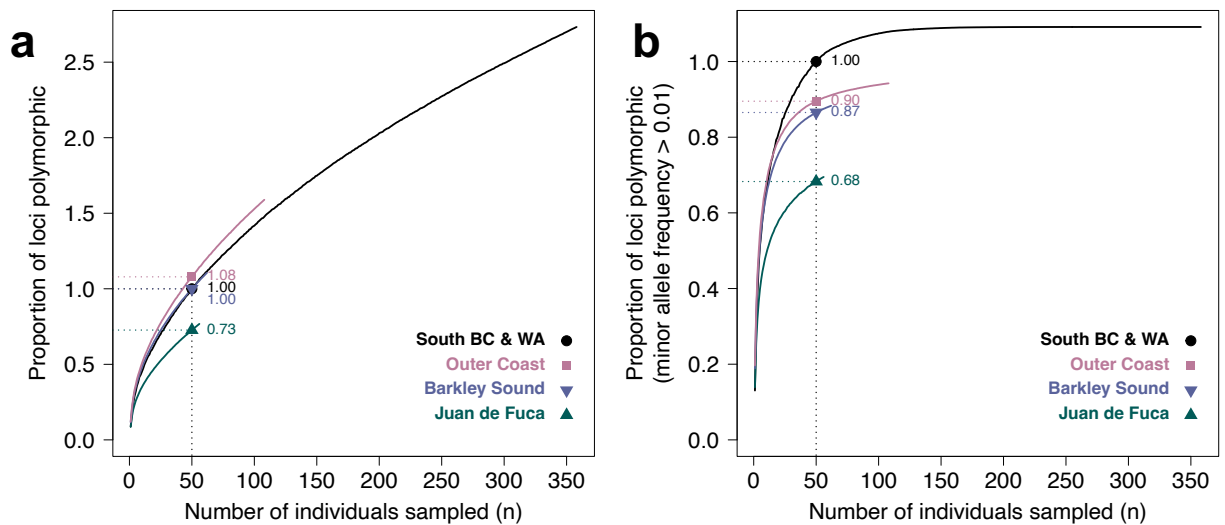 a
Proportion of loci polymorphic
2.5
2.0
1.5
1.0
0.5
0.0
1.08
1.00
1.00
0.73
South BC & WA
Outer Coast
Barkley Sound
Juan de Fuca
0 50 100 150 200 250 300 350
Number of individuals sampled (n)
b
Proportion of loci polymorphic
(minor allele frequency > 0.01)
1.0
0.8
0.6
0.4
0.2
0.0
1.00
0.90
0.87
0.68
South BC & WA
Outer Coast
Barkley Sound
Juan de Fuca
0 50 100 150 200 250 300 350
Number of individuals sampled (n)